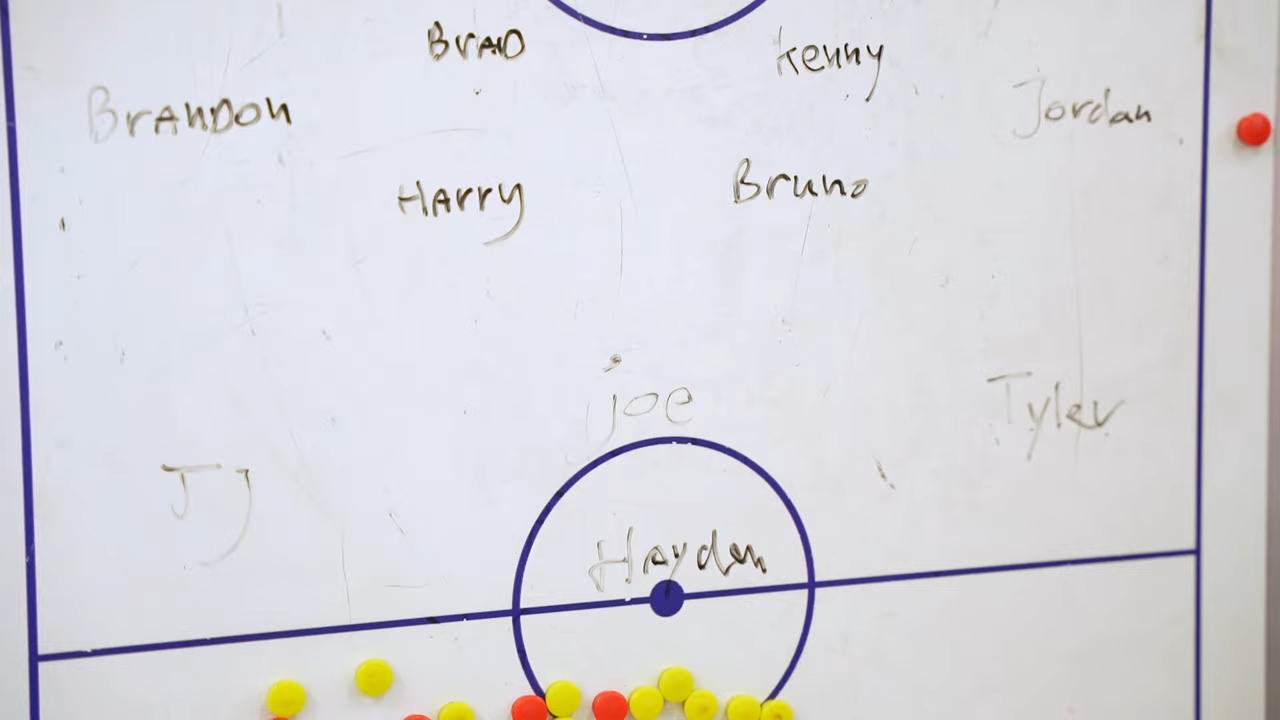 BRAD
Kenny
BRANDON
Jordan
HARRY
Bruno
joe
Tyler
JJ
Hayden